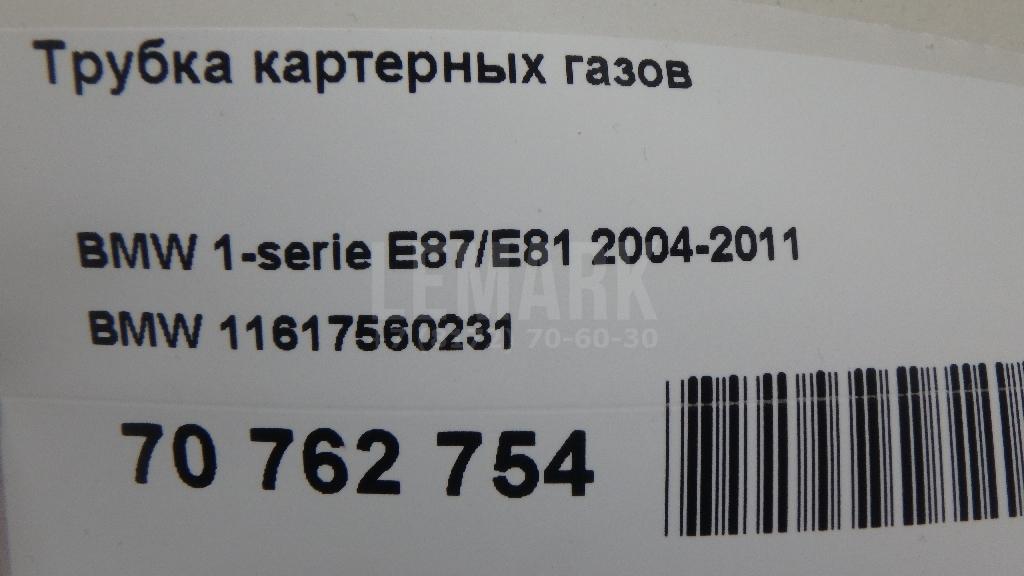 Трубка картерных газов
BMW 1-serie E87/E81 2004-2011
LEMARK
BMW 11617560231
70-60-30
70 762 754